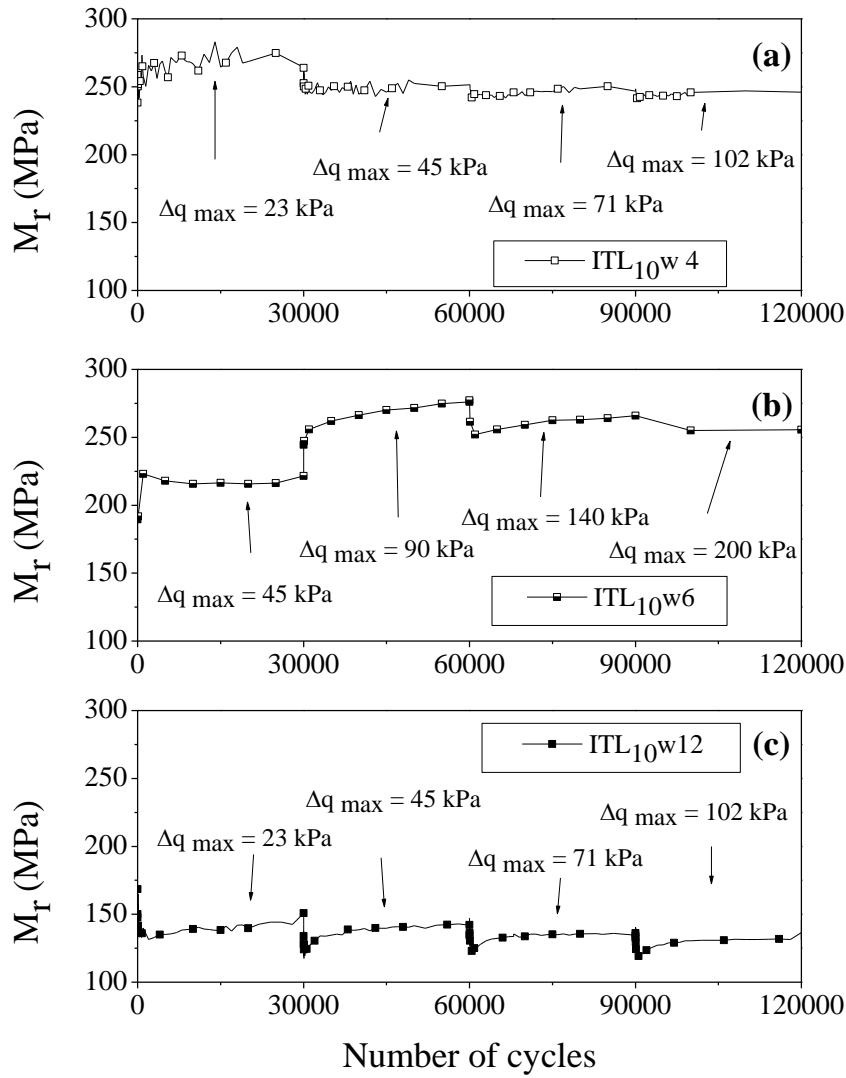 300
(a)
250
200
150
100
M_r (MPa)
Δq max = 23 kPa
Δq max = 45 kPa
Δq max = 71 kPa
Δq max = 102 kPa
ITL10w 4
0 30000 60000 90000 120000
300
(b)
250
200
150
100
M_r (MPa)
Δq max = 45 kPa
Δq max = 90 kPa
Δq max = 140 kPa
Δq max = 200 kPa
ITL10w6
0 30000 60000 90000 120000
300
(c)
250
200
150
100
M_r (MPa)
ITL10w12
Δq max = 23 kPa
Δq max = 45 kPa
Δq max = 71 kPa
Δq max = 102 kPa
0 30000 60000 90000 120000
Number of cycles